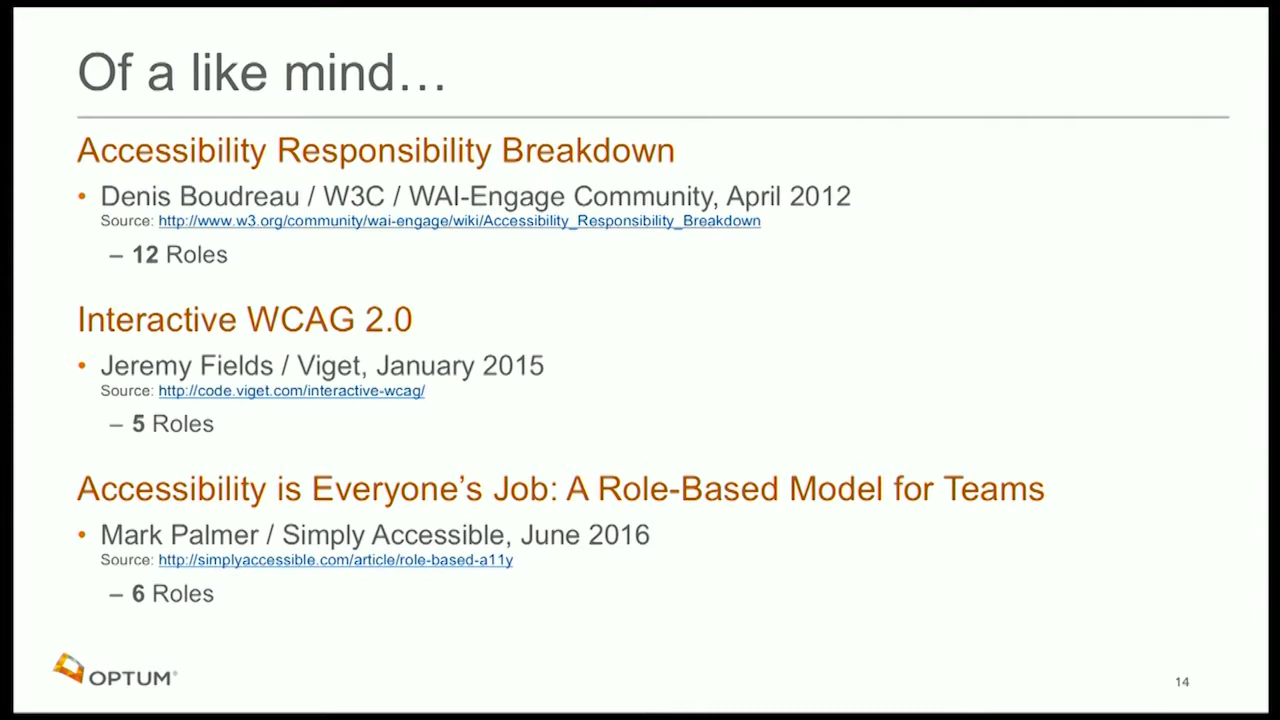 Of a like mind…
Accessibility Responsibility Breakdown
• Denis Boudreau / W3C / WAI-Engage Community, April 2012
Source: http://www.w3.org/community/wai-engage/wiki/Accessibility_Responsibility_Breakdown
– 12 Roles
Interactive WCAG 2.0
• Jeremy Fields / Viget, January 2015
Source: http://code.viget.com/interactive-wcag/
– 5 Roles
Accessibility is Everyone’s Job: A Role-Based Model for Teams
• Mark Palmer / Simply Accessible, June 2016
Source: http://simplyaccessible.com/article/role-based-a11y
– 6 Roles
OPTUM®
14